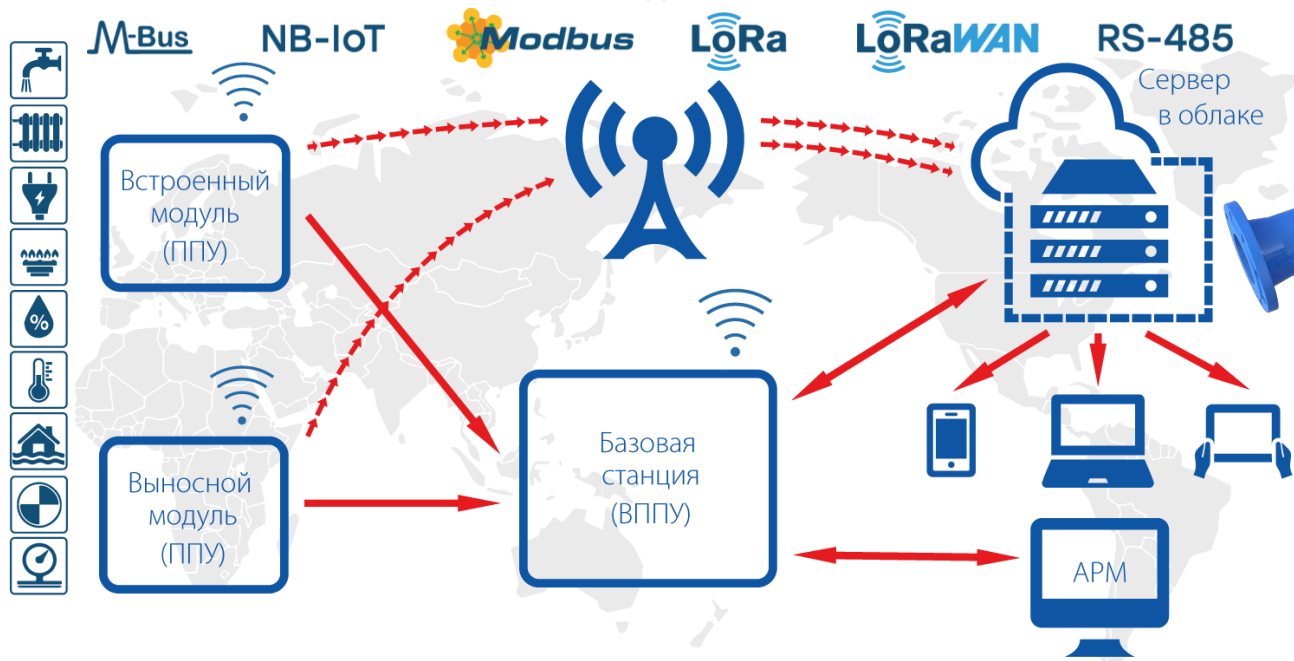 M-Bus
NB-IoT
Modbus
LoRa
LoRaWAN
RS-485
Сервер
в облаке
Встроенный
модуль
(ППУ)
%
Базовая
станция
(ВППУ)
Выносной
модуль
(ППУ)
АРМ